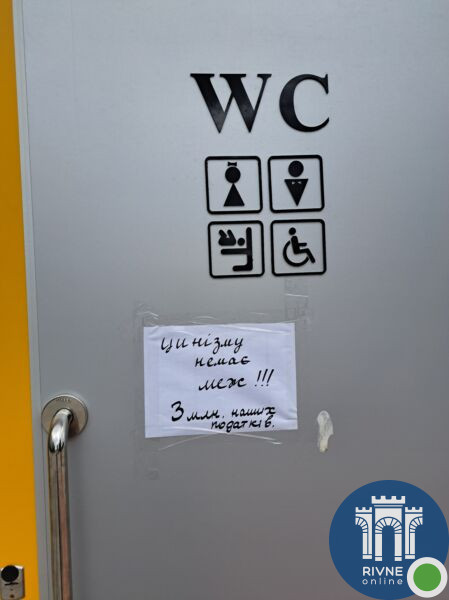 WC
цинізму
немає
меж!!!
3 млн. наших
податків.
RIVNE
online